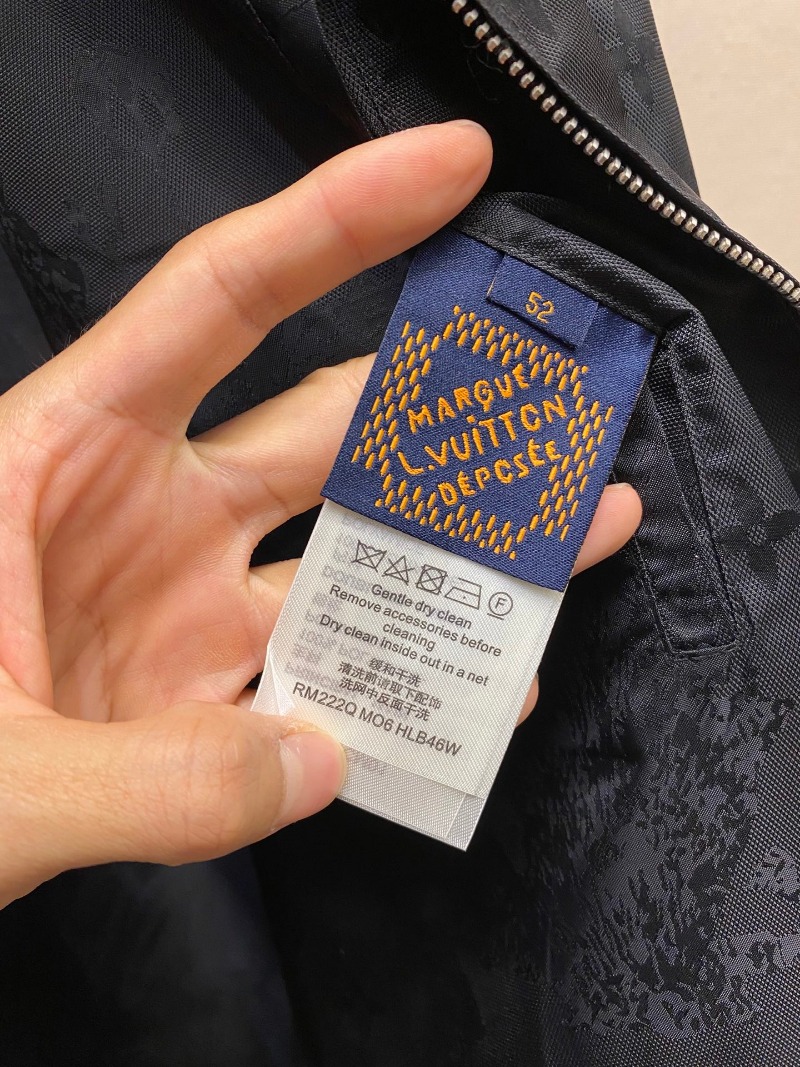 52
MARQUE
L.VUiTTON
DÉPOSÉE
F
Gentle dry clean
Remove accessories before
cleaning
Dry clean inside out in a net
缓和干洗
清洗前请取下配饰
洗网中反面干洗
RM222Q MO6 HLB46W